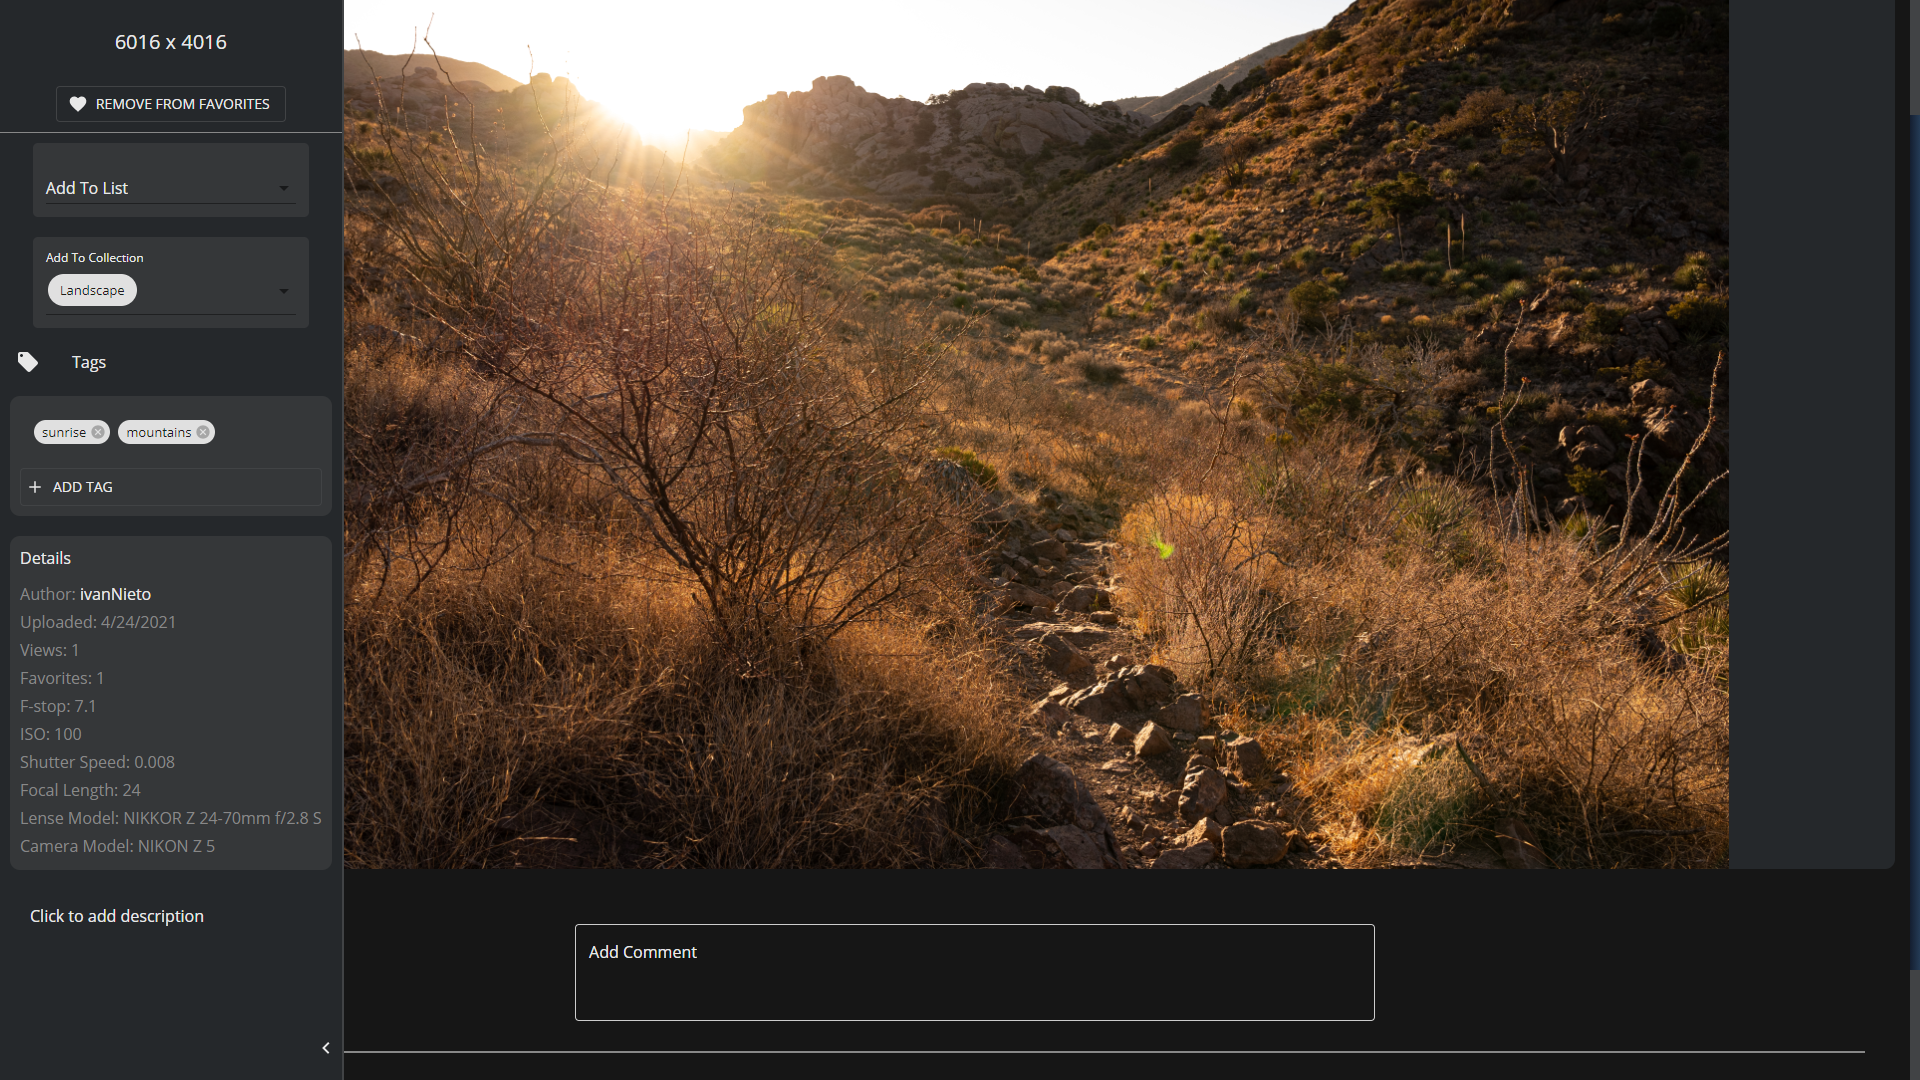 6016 x 4016
REMOVE FROM FAVORITES
Add To List
Add To Collection
Landscape
Tags
sunrise
mountains
ADD TAG
Details
Author: ivanNieto
Uploaded: 4/24/2021
Views: 1
Favorites: 1
F-stop: 7.1
ISO: 100
Shutter Speed: 0.008
Focal Length: 24
Lense Model: NIKKOR Z 24-70mm f/2.8 S
Camera Model: NIKON Z 5
Click to add description
Add Comment